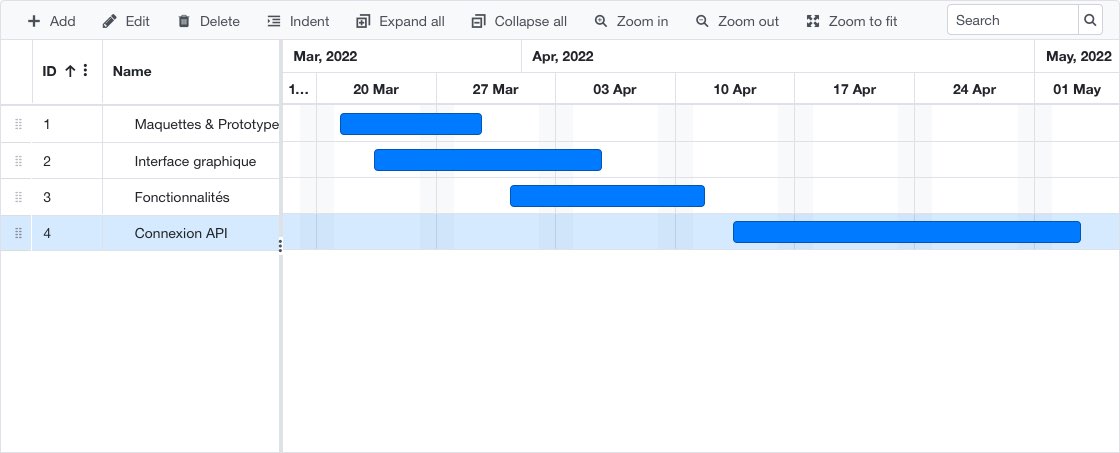 Add Edit Delete Indent Expand all Collapse all Zoom in Zoom out Zoom to fit Search
Mar, 2022 Apr, 2022 May, 2022
ID Name
1... 20 Mar 27 Mar 03 Apr 10 Apr 17 Apr 24 Apr 01 May
1 Maquettes & Prototype
2 Interface graphique
3 Fonctionnalités
4 Connexion API